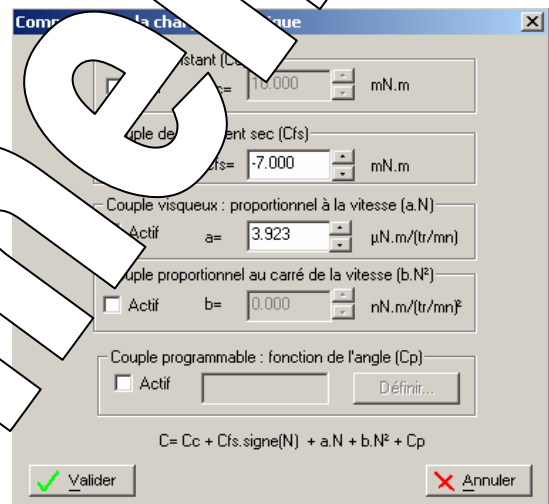 Com la cha ique
stant (C
c= 10.000 mN.m
uple de ent sec (Cfs)
fs= -7.000 mN.m
Couple visqueux : proportionnel à la vitesse (a.N)
Actif a= 3.923 µN.m/(tr/mn)
uple proportionnel au carré de la vitesse (b.N²)
Actif b= 0.000 nN.m/(tr/mn)²
Couple programmable : fonction de l'angle (Cp)
Actif Définir...
C= Cc + Cfs.signe(N) + a.N + b.N² + Cp
Valider Annuler